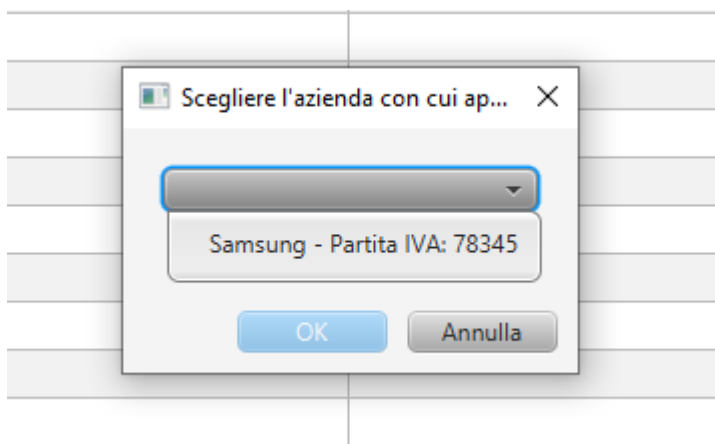 Scegliere l'azienda con cui ap...
Samsung - Partita IVA: 78345
OK
Annulla